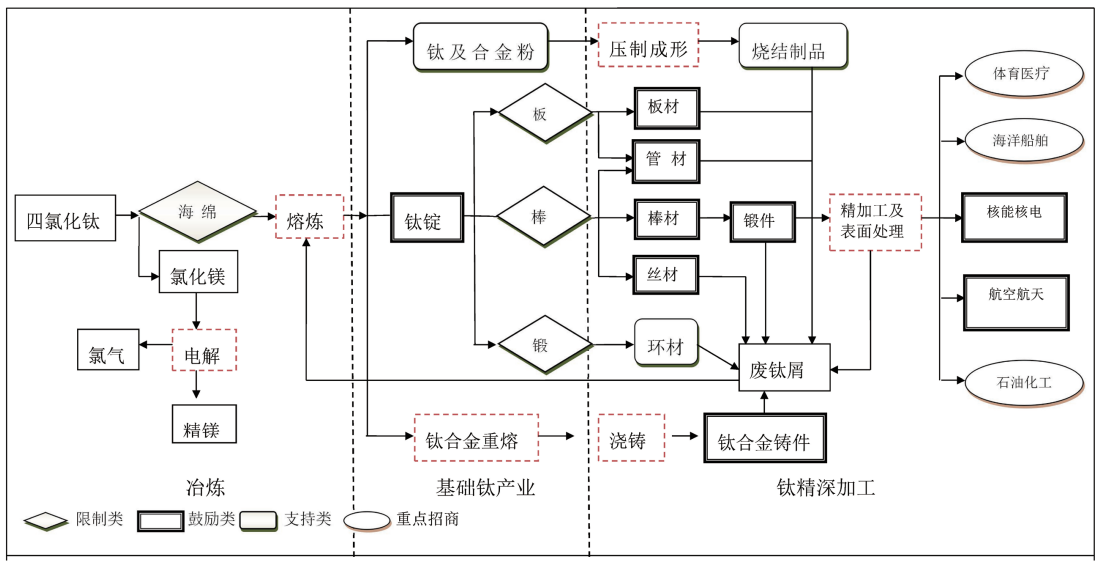 钛及合金粉
压制成形
烧结制品
体育医疗
板
板材
海洋船舶
管 材
四氯化钛
海 绵
熔炼
钛锭
棒
棒材
锻件
精加工及
表面处理
核能核电
氯化镁
丝材
航空航天
氯气
电解
锻
环材
废钛屑
石油化工
精镁
钛合金重熔
浇铸
钛合金铸件
冶炼
基础钛产业
钛精深加工
限制类
鼓励类
支持类
重点招商